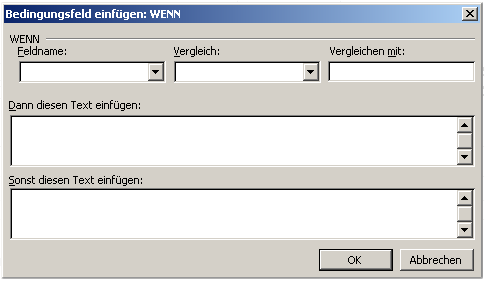 Bedingungsfeld einfügen: WENN
WENN
Feldname: Vergleich: Vergleichen mit:
Dann diesen Text einfügen:
Sonst diesen Text einfügen:
OK Abbrechen